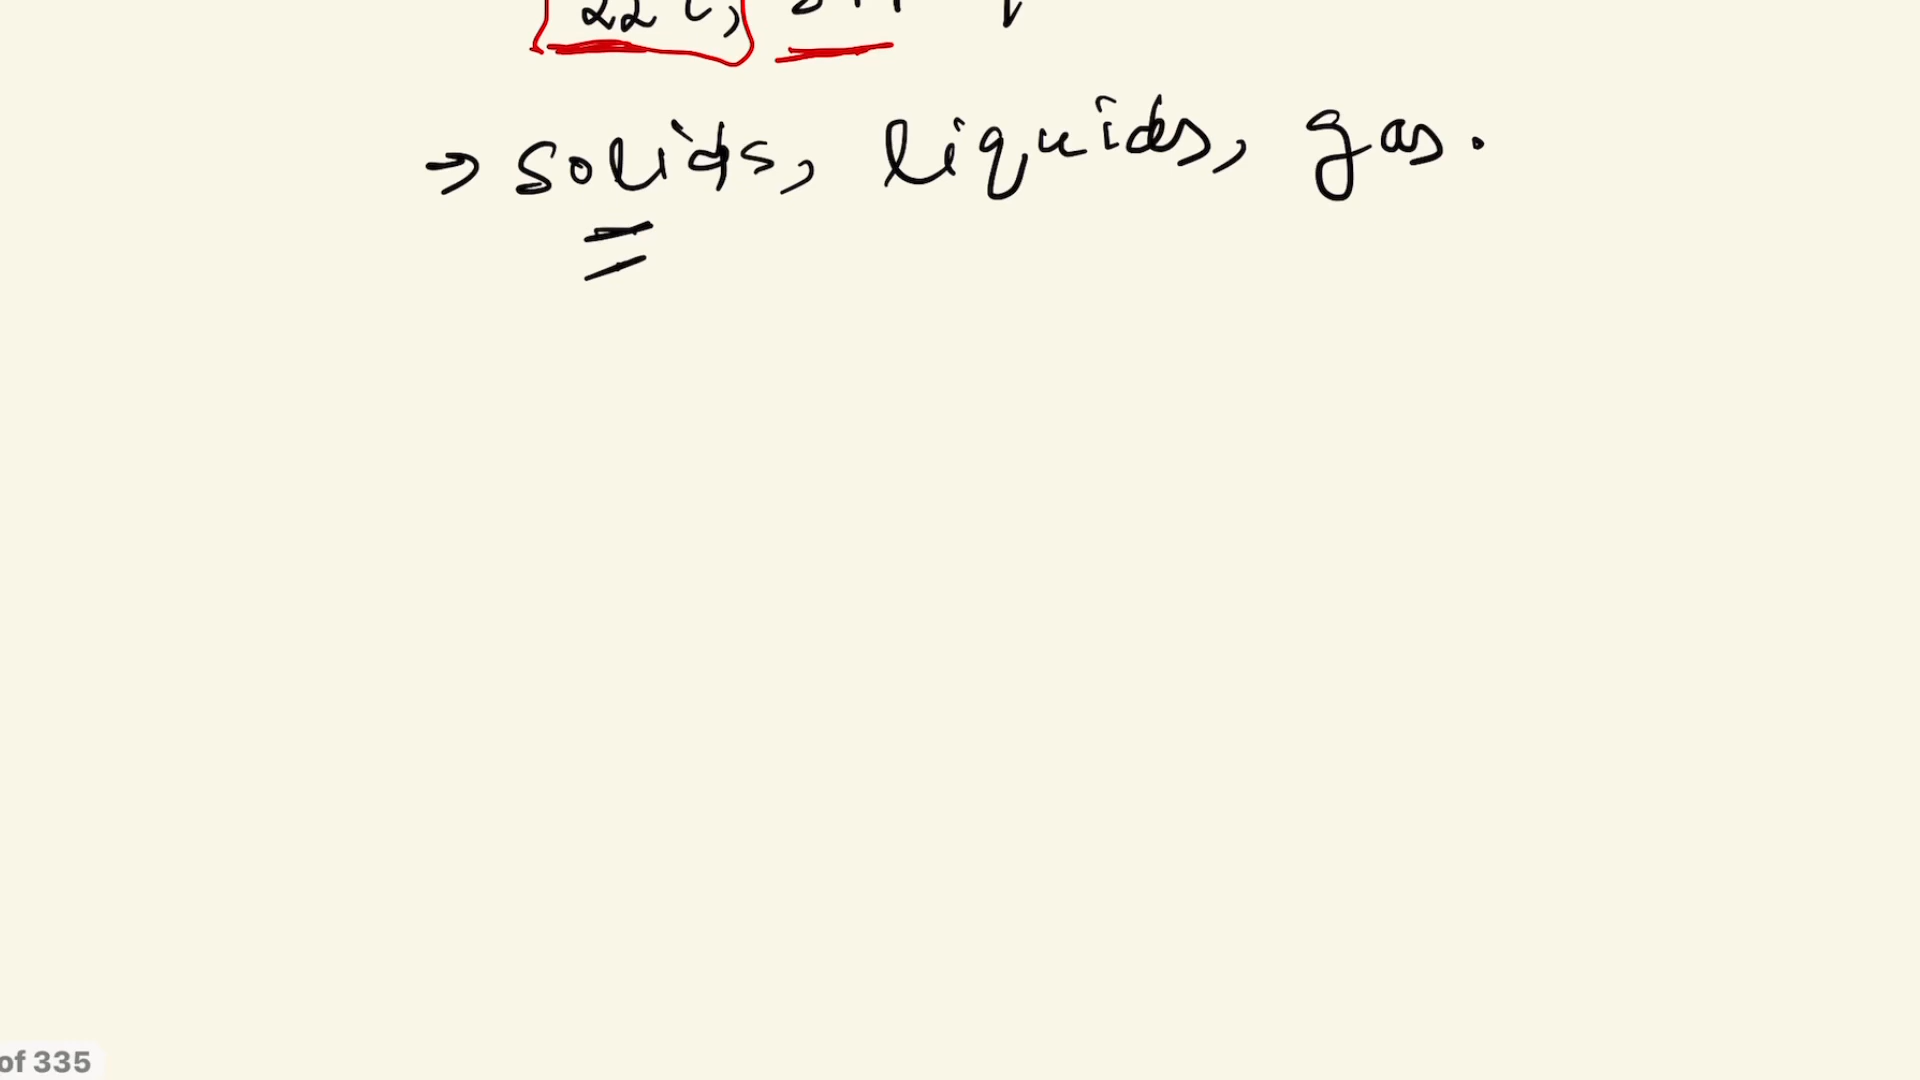 → solids, liquids, gas.
of 335